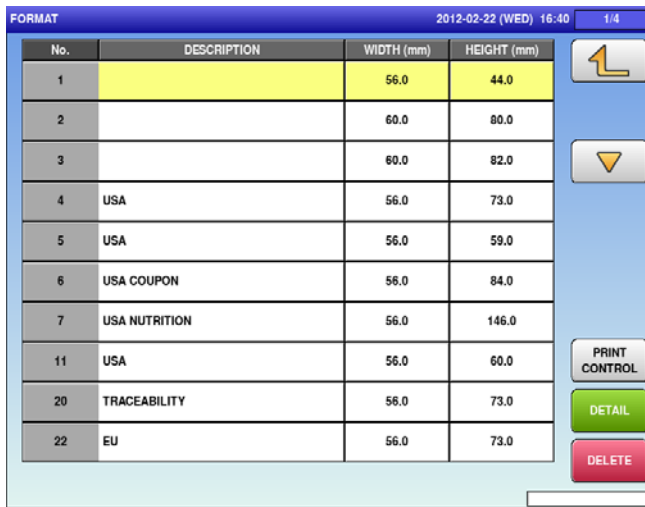 FORMAT 2012-02-22 (WED) 16:40 1/4
No. DESCRIPTION WIDTH (mm) HEIGHT (mm)
1 56.0 44.0
2 60.0 80.0
3 60.0 82.0
4 USA 56.0 73.0
5 USA 56.0 59.0
6 USA COUPON 56.0 84.0
7 USA NUTRITION 56.0 146.0
11 USA 56.0 60.0
20 TRACEABILITY 56.0 73.0
22 EU 56.0 73.0
PRINT
CONTROL
DETAIL
DELETE